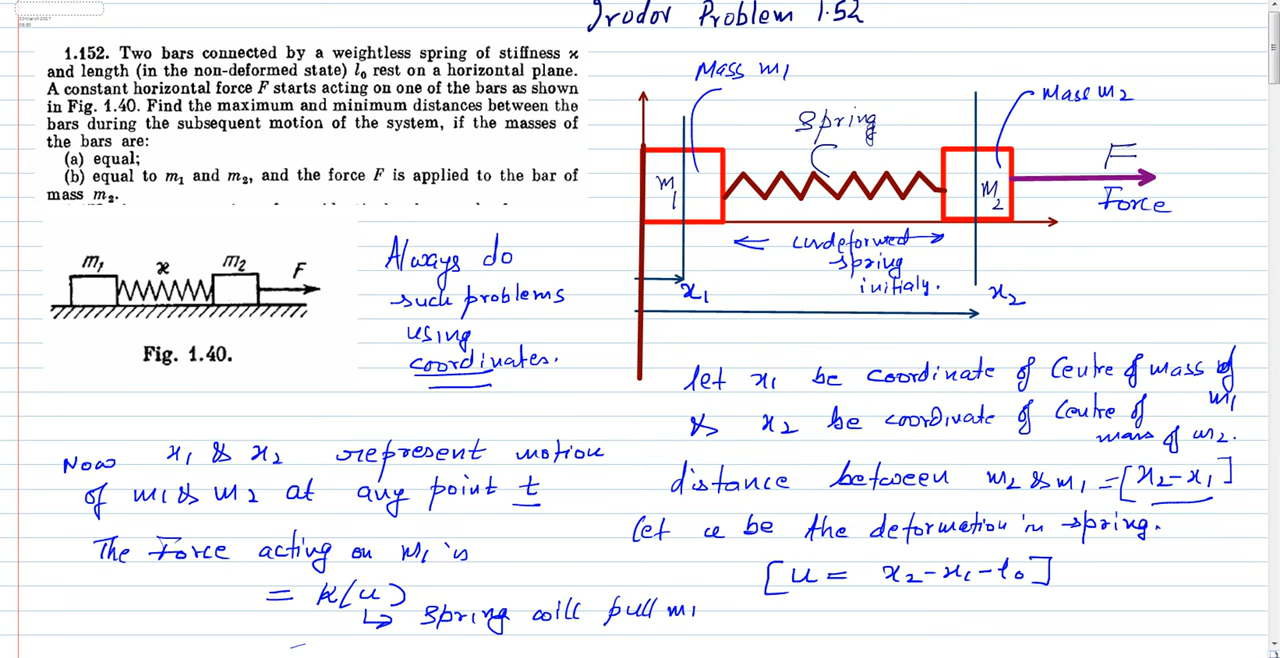 Irodov Problem 1.52
1.152. Two bars connected by a weightless spring of stiffness ϰ
and length (in the non-deformed state) l₀ rest on a horizontal plane.
A constant horizontal force F starts acting on one of the bars as shown
in Fig. 1.40. Find the maximum and minimum distances between the
bars during the subsequent motion of the system, if the masses of
the bars are:
(a) equal;
(b) equal to m₁ and m₂, and the force F is applied to the bar of
mass m₂.
m₁ ϰ m₂ F
Fig. 1.40.
Always do
such problems
using
coordinates.
Mass m1
Mass m2
Spring
m1
M2
F
Force
undeformed
spring
initialy.
x1
x2
let x1 be coordinate of Centre of mass of m1
& x2 be coordinate of Centre of
mass of m2.
distance between m2 & m1 = [x2-x1]
let u be the deformation in spring.
[u = x2-x1-l0]
Now x1 & x2 represent motion
of m1 & m2 at any point t
The Force acting on M1 is
= K(u)
↳ Spring will pull m1